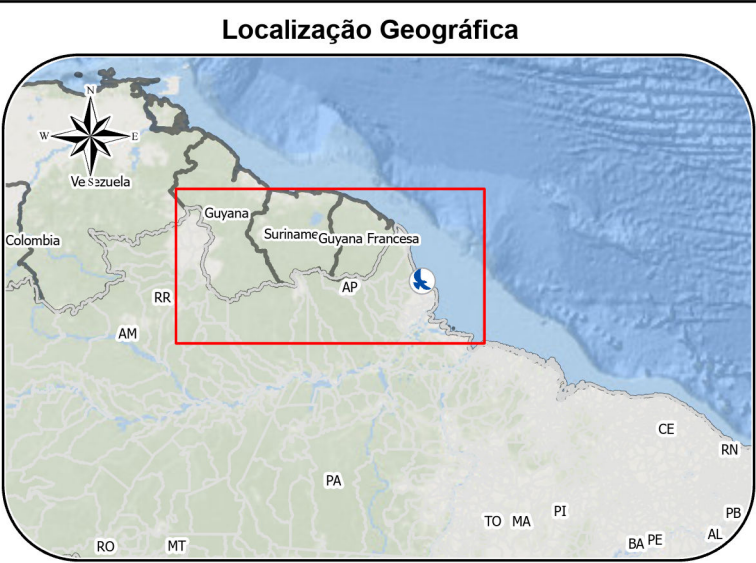 Localização Geográfica
N
W
E
S
Venezuela
Colombia
Guyana
Suriname
Guyana Francesa
AP
RR
AM
PA
CE
RN
PB
PI
TO
MA
PE
BA
AL
RO
MT